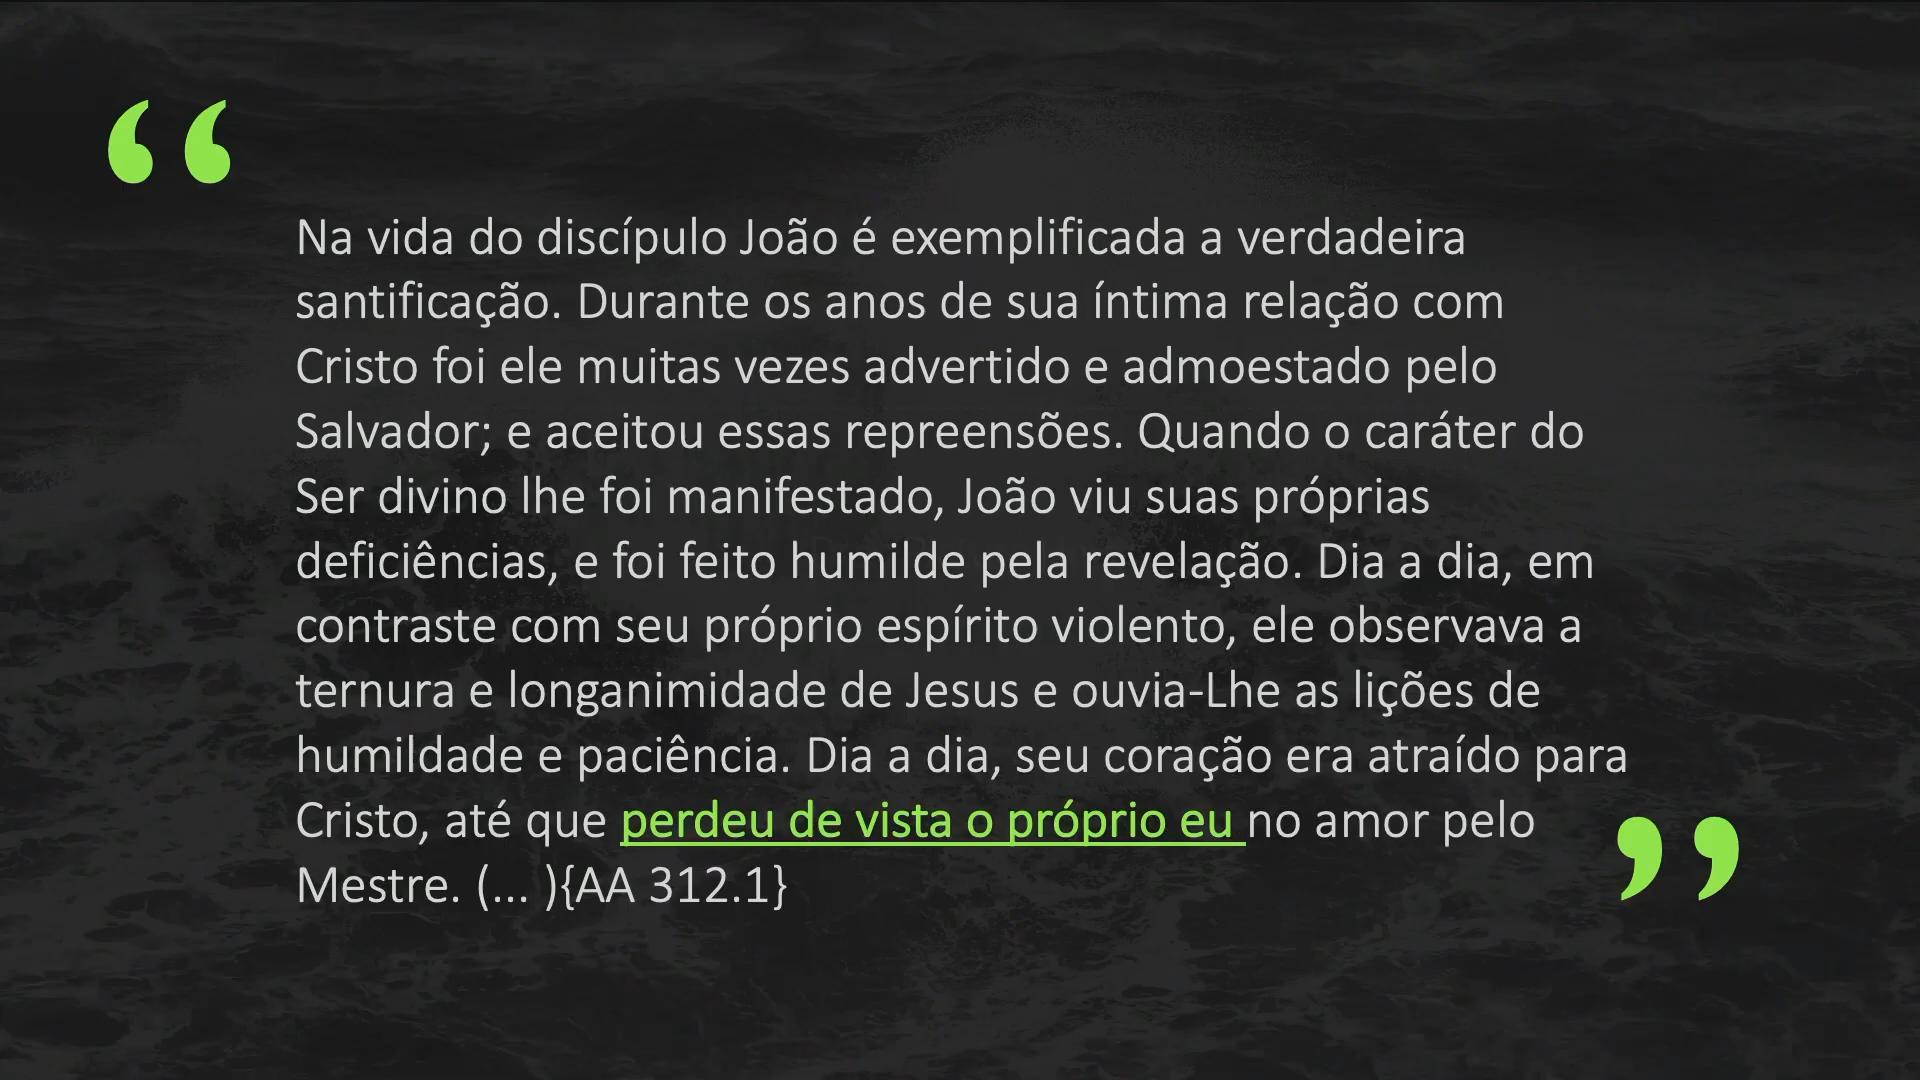 “
Na vida do discípulo João é exemplificada a verdadeira
santificação. Durante os anos de sua íntima relação com
Cristo foi ele muitas vezes advertido e admoestado pelo
Salvador; e aceitou essas repreensões. Quando o caráter do
Ser divino lhe foi manifestado, João viu suas próprias
deficiências, e foi feito humilde pela revelação. Dia a dia, em
contraste com seu próprio espírito violento, ele observava a
ternura e longanimidade de Jesus e ouvia-Lhe as lições de
humildade e paciência. Dia a dia, seu coração era atraído para
Cristo, até que perdeu de vista o próprio eu no amor pelo
Mestre. (... ){AA 312.1}
”